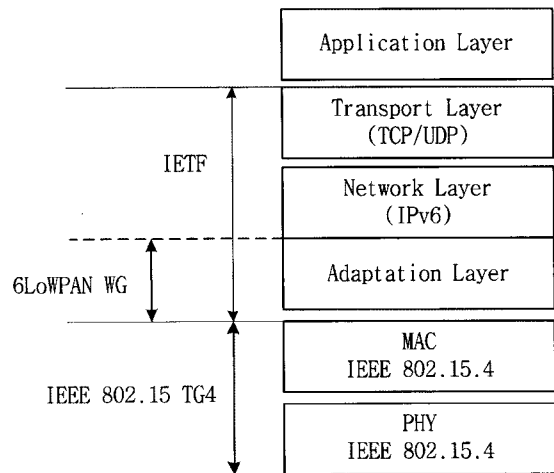 Application Layer
Transport Layer
(TCP/UDP)
IETF
Network Layer
(IPv6)
6LoWPAN WG
Adaptation Layer
MAC
IEEE 802.15.4
IEEE 802.15 TG4
PHY
IEEE 802.15.4